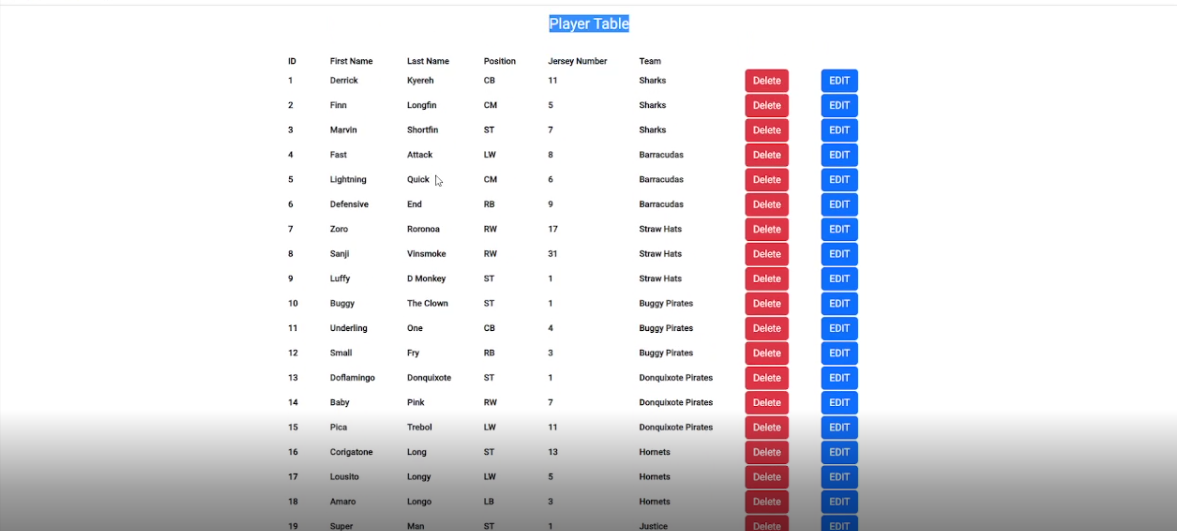 Player Table
ID First Name Last Name Position Jersey Number Team
1 Derrick Kyereh CB 11 Sharks Delete EDIT
2 Finn Longfin CM 5 Sharks Delete EDIT
3 Marvin Shortfin ST 7 Sharks Delete EDIT
4 Fast Attack LW 8 Barracudas Delete EDIT
5 Lightning Quick CM 6 Barracudas Delete EDIT
6 Defensive End RB 9 Barracudas Delete EDIT
7 Zoro Roronoa RW 17 Straw Hats Delete EDIT
8 Sanji Vinsmoke RW 31 Straw Hats Delete EDIT
9 Luffy D Monkey ST 1 Straw Hats Delete EDIT
10 Buggy The Clown ST 1 Buggy Pirates Delete EDIT
11 Underling One CB 4 Buggy Pirates Delete EDIT
12 Small Fry RB 3 Buggy Pirates Delete EDIT
13 Doflamingo Donquixote ST 1 Donquixote Pirates Delete EDIT
14 Baby Pink RW 7 Donquixote Pirates Delete EDIT
15 Pica Trebol LW 11 Donquixote Pirates Delete EDIT
16 Corigatone Long ST 13 Hornets Delete EDIT
17 Lousito Longy LW 5 Hornets Delete EDIT
18 Amaro Longo LB 3 Hornets Delete EDIT
19 Super Man ST 1 Justice Delete EDIT